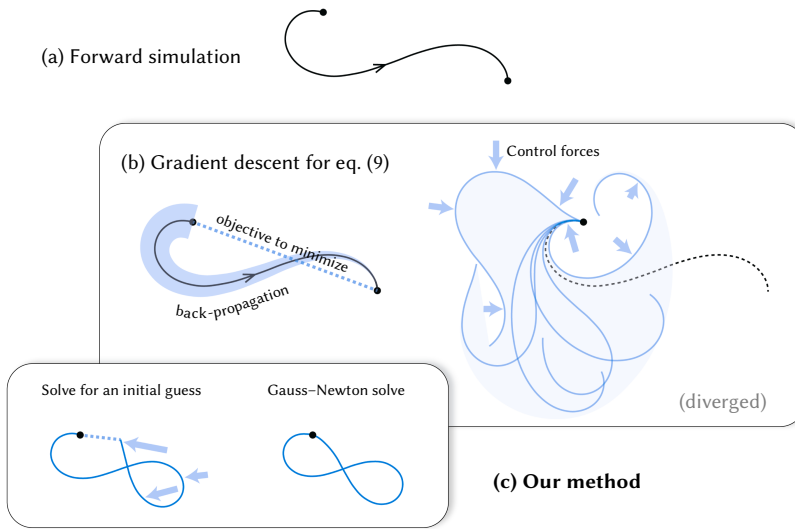 (a) Forward simulation
(b) Gradient descent for eq. (9)
Control forces
objective to minimize
back-propagation
(diverged)
Solve for an initial guess
Gauss–Newton solve
(c) Our method